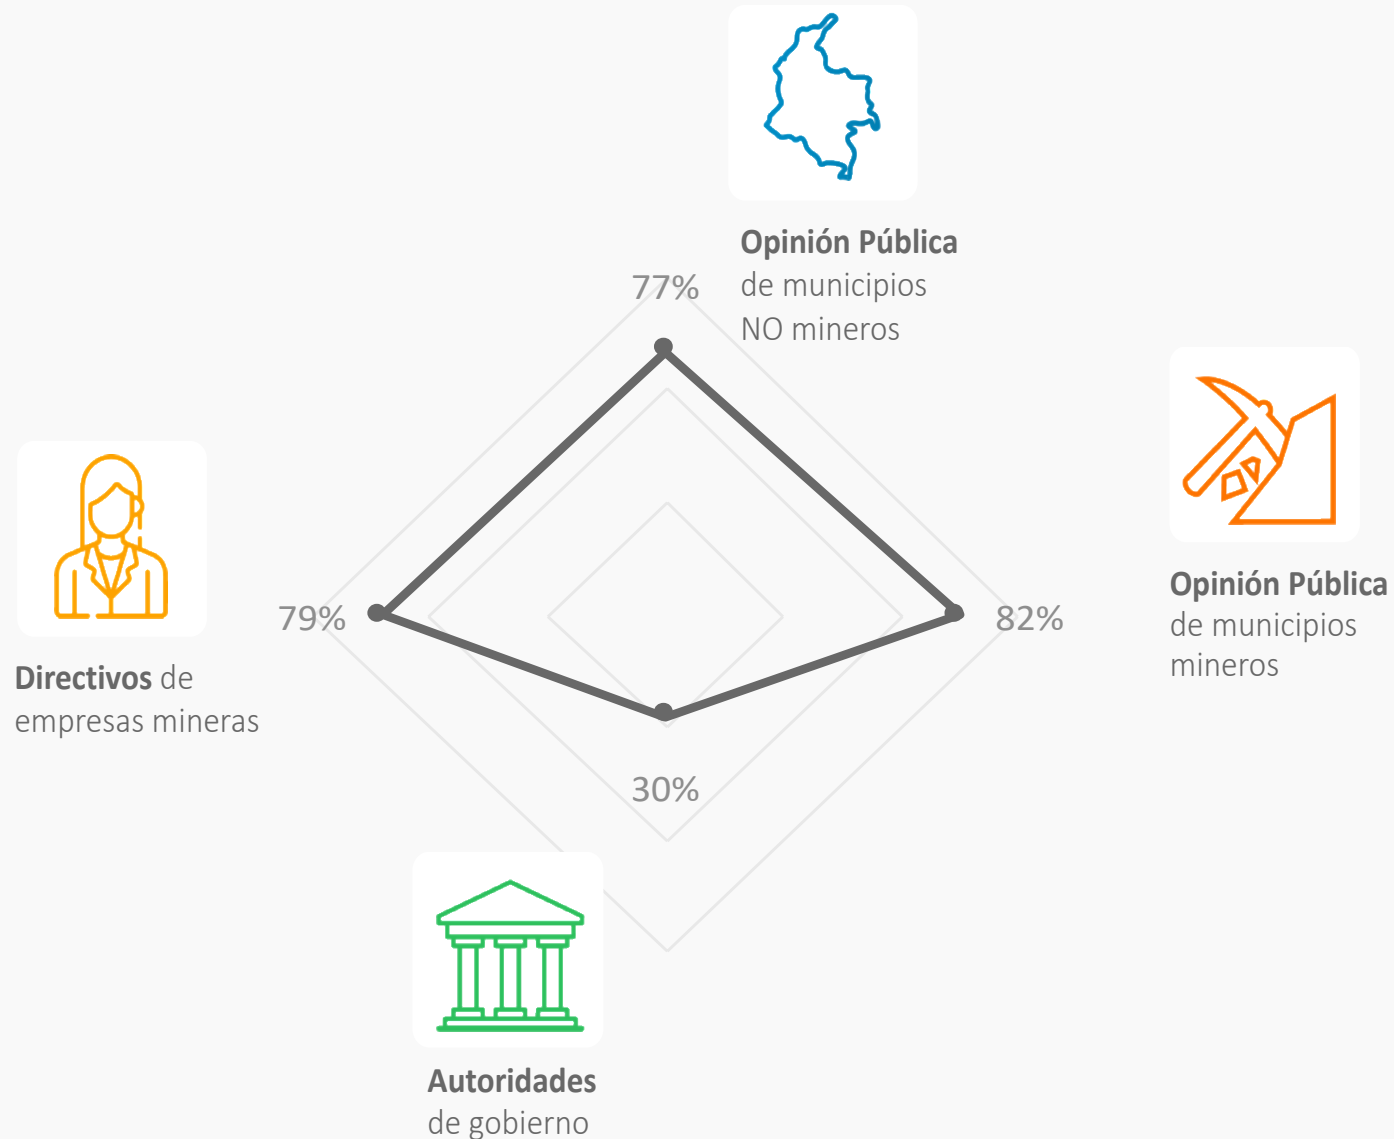 Opinión Pública
de municipios
NO mineros
77%
Opinión Pública
de municipios
mineros
82%
79%
Directivos de
empresas mineras
30%
Autoridades
de gobierno